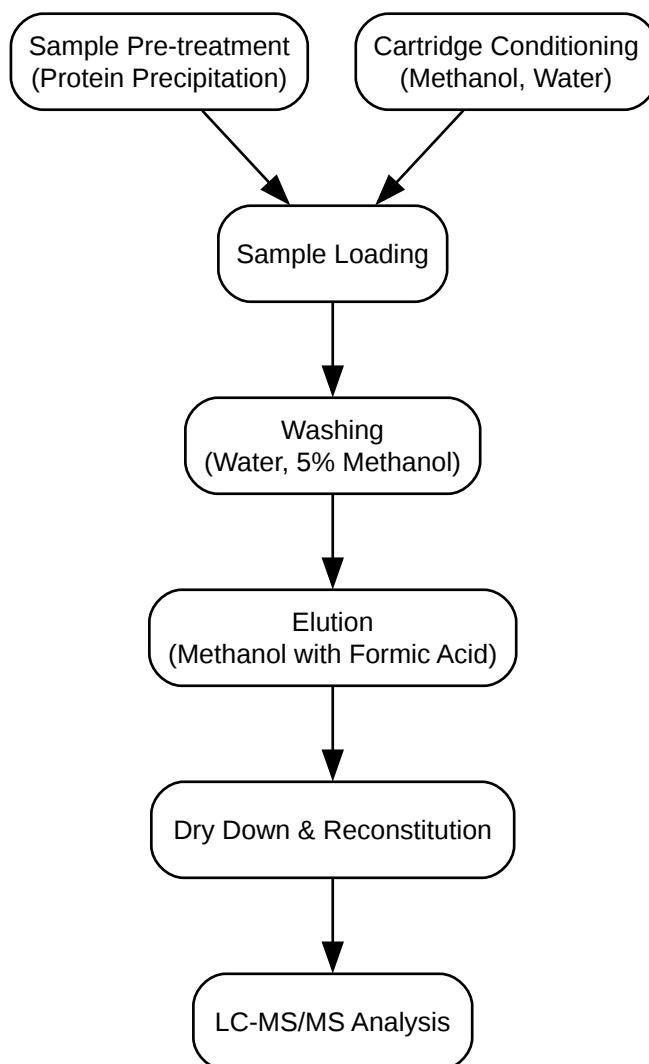 Sample Pre-treatment
(Protein Precipitation)
Cartridge Conditioning
(Methanol, Water)
Sample Loading
Washing
(Water, 5% Methanol)
Elution
(Methanol with Formic Acid)
Dry Down & Reconstitution
LC-MS/MS Analysis